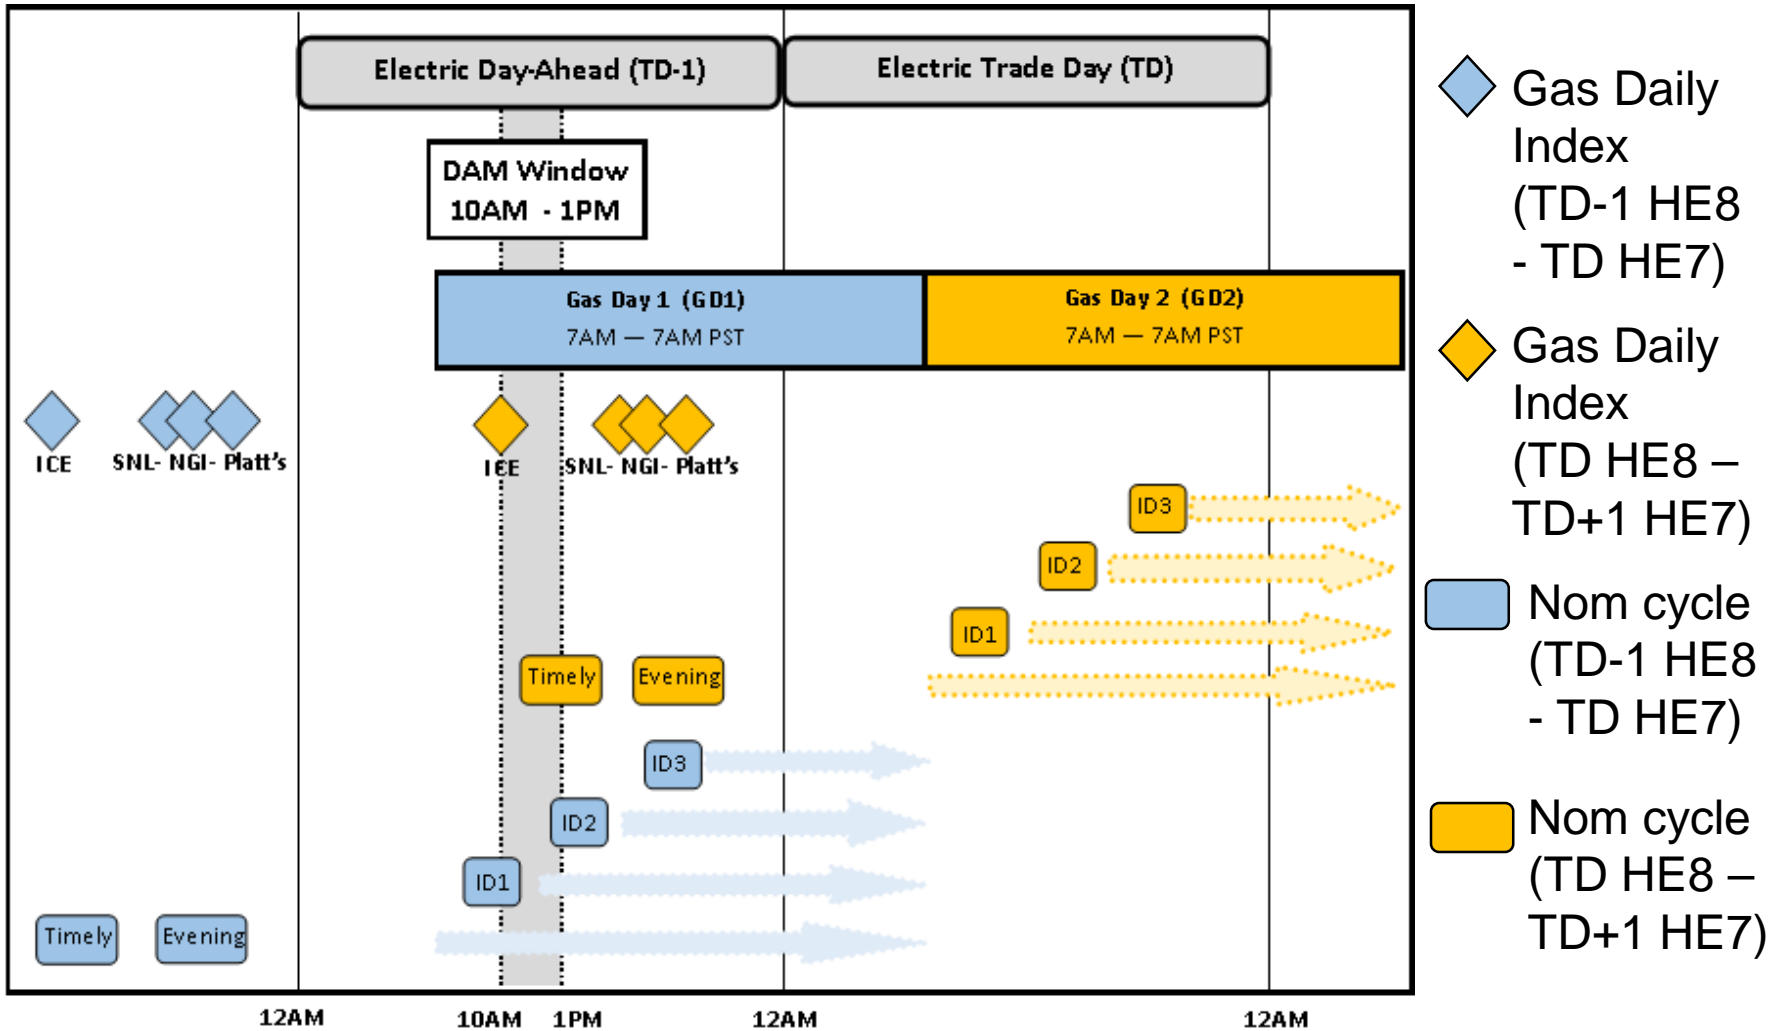 Electric Day-Ahead (TD-1)
Electric Trade Day (TD)
DAM Window
10AM - 1PM
Gas Day 1 (GD1)
7AM — 7AM PST
Gas Day 2 (GD2)
7AM — 7AM PST
ICE
SNL- NGI- Platt's
ICE
SNL- NGI- Platt's
ID3
ID2
ID1
Timely
Evening
ID3
ID2
ID1
Timely
Evening
12AM
10AM
1PM
12AM
12AM
Gas Daily
Index
(TD-1 HE8
- TD HE7)
Gas Daily
Index
(TD HE8 –
TD+1 HE7)
Nom cycle
(TD-1 HE8
- TD HE7)
Nom cycle
(TD HE8 –
TD+1 HE7)